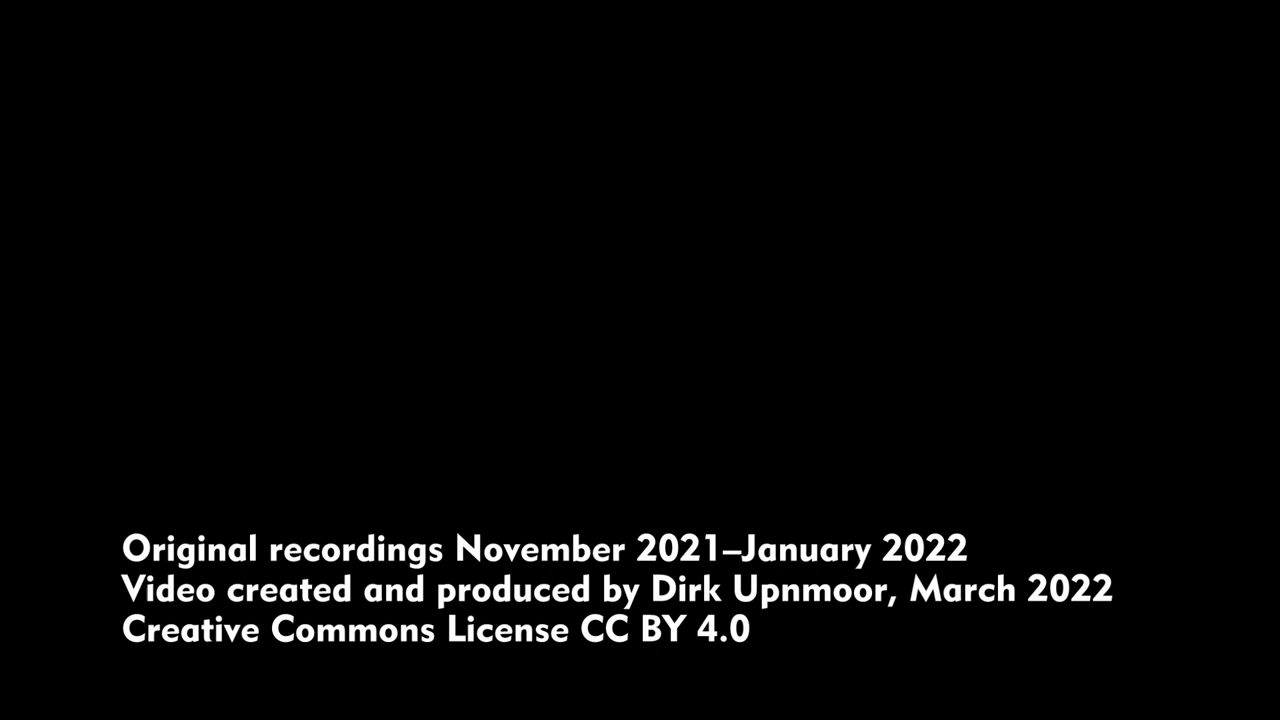 Original recordings November 2021–January 2022
Video created and produced by Dirk Upnmoor, March 2022
Creative Commons License CC BY 4.0